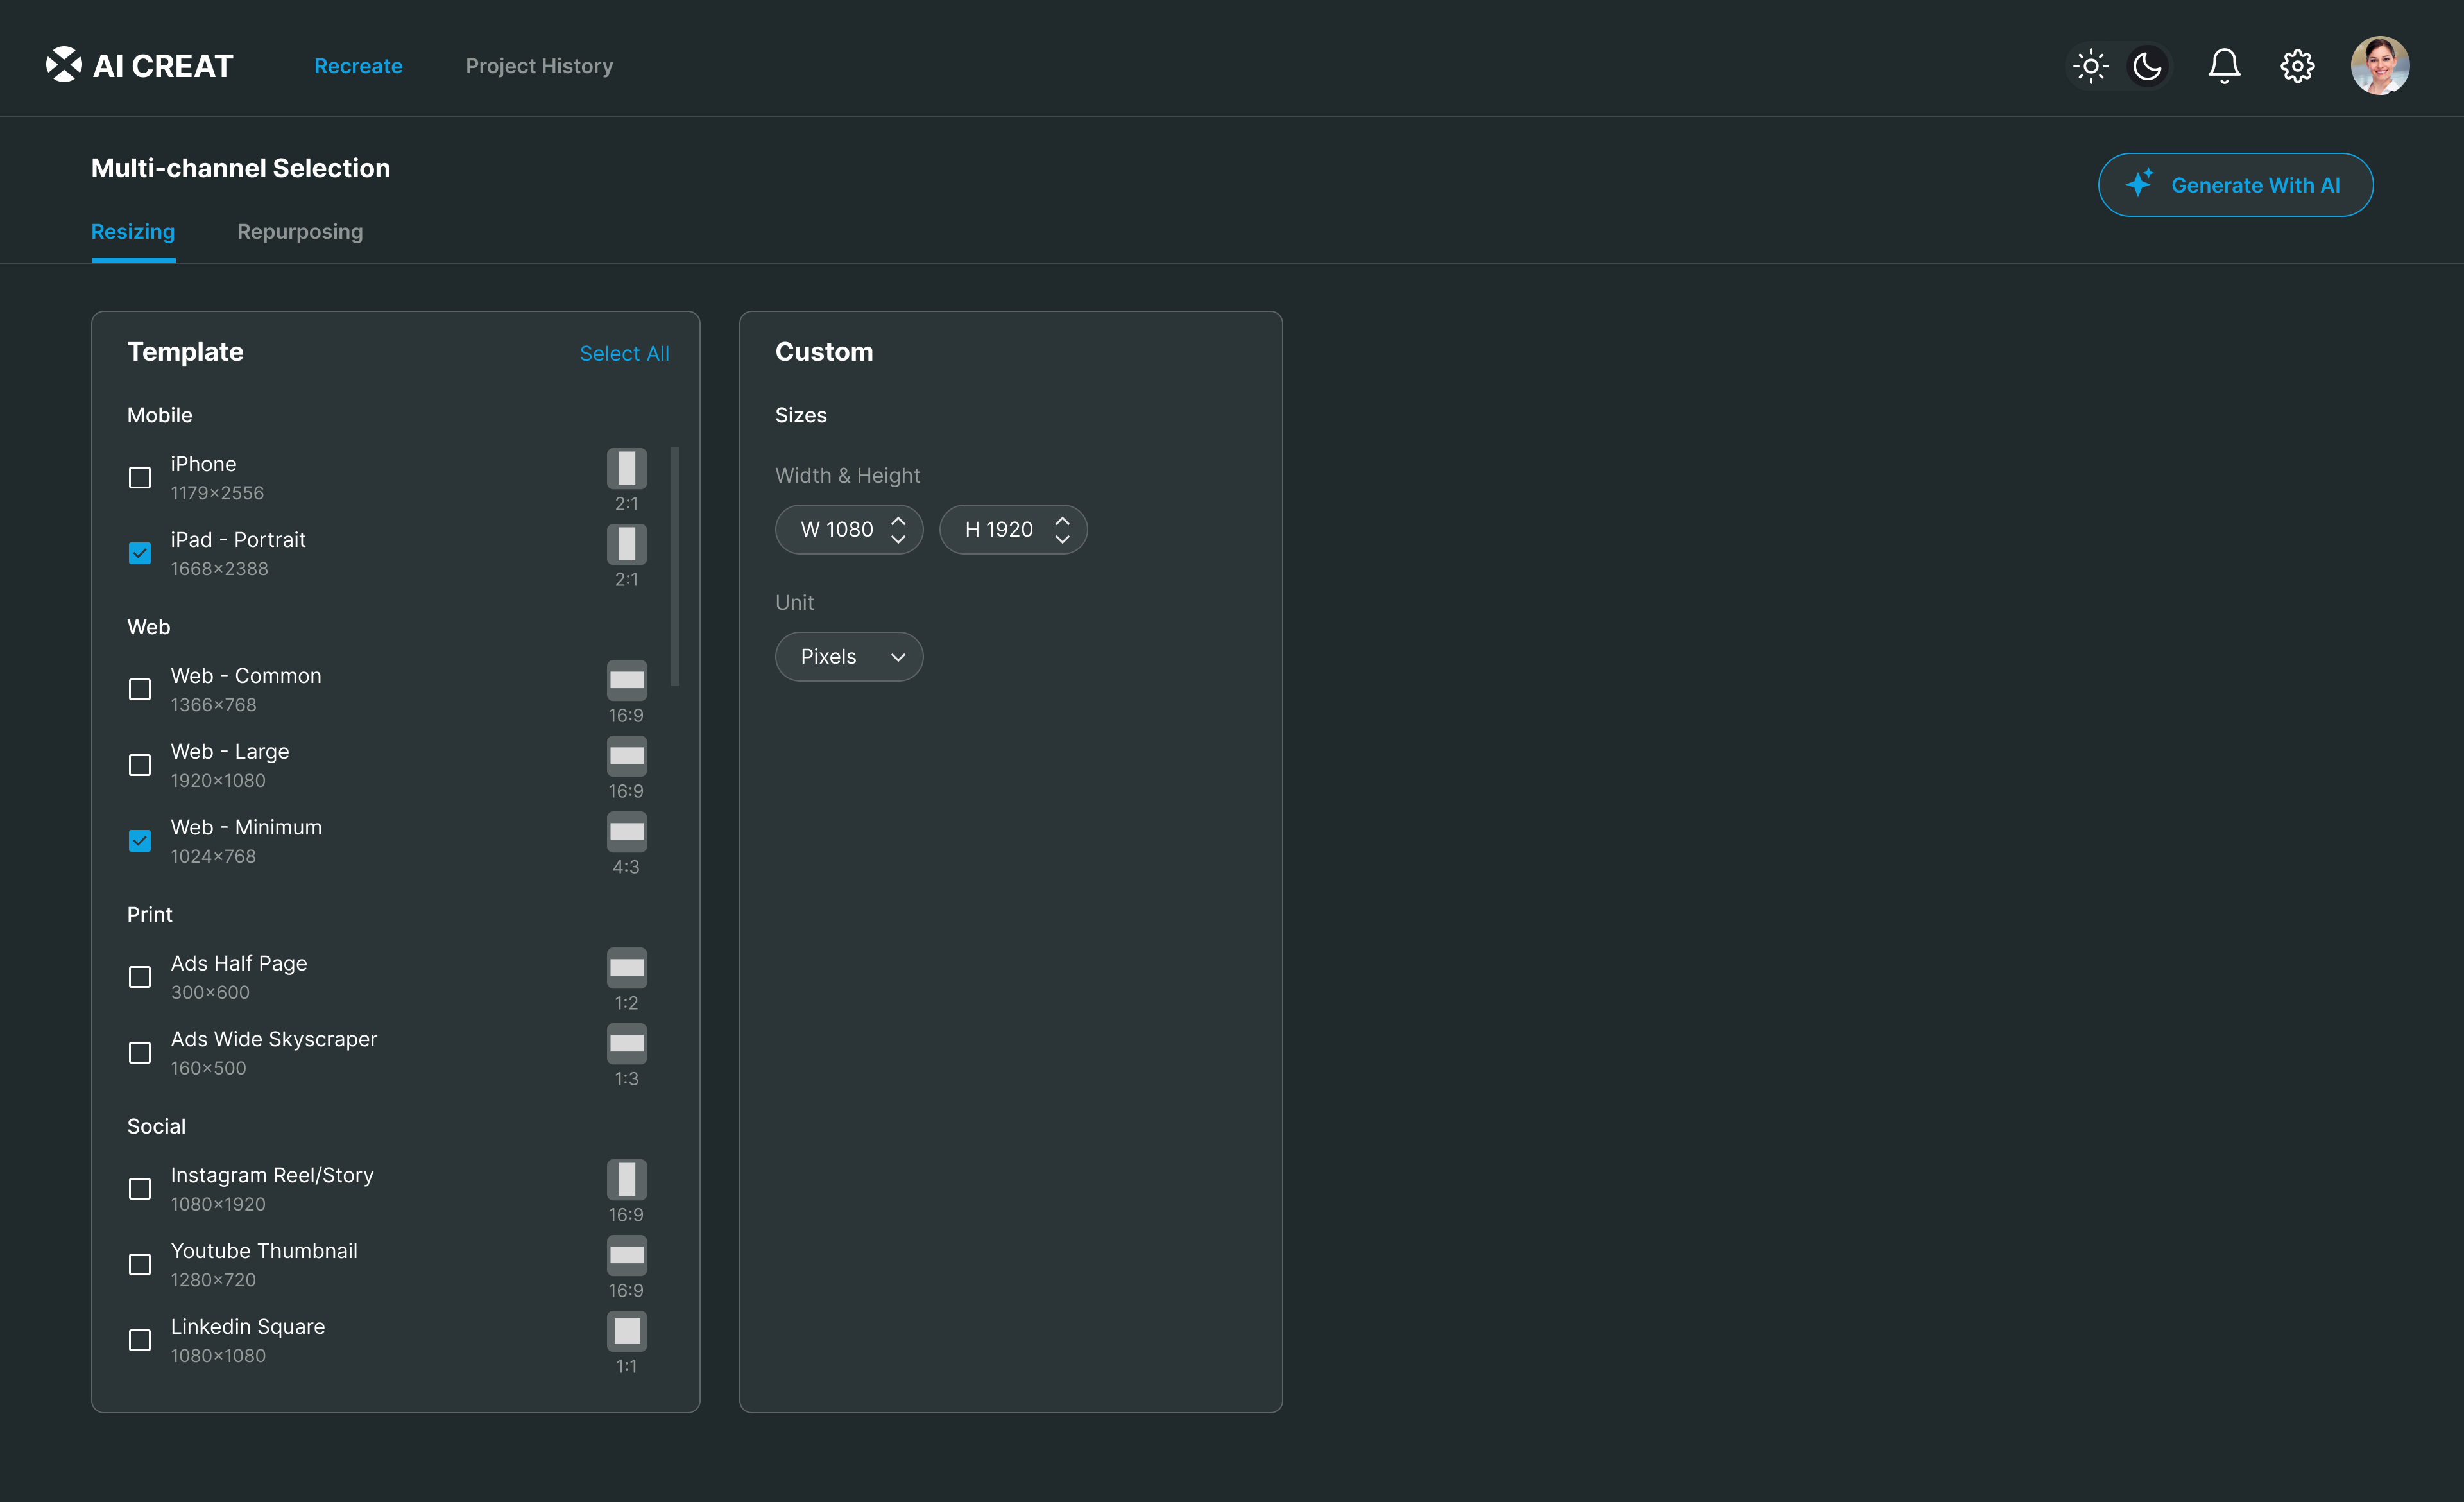 AI CREAT
Recreate
Project History
Multi-channel Selection
Generate With AI
Resizing
Repurposing
Template
Select All
Mobile
iPhone
1179×2556
2:1
iPad - Portrait
1668×2388
2:1
Web
Web - Common
1366×768
16:9
Web - Large
1920×1080
16:9
Web - Minimum
1024×768
4:3
Print
Ads Half Page
300×600
1:2
Ads Wide Skyscraper
160×500
1:3
Social
Instagram Reel/Story
1080×1920
16:9
Youtube Thumbnail
1280×720
16:9
Linkedin Square
1080×1080
1:1
Custom
Sizes
Width & Height
W 1080
H 1920
Unit
Pixels